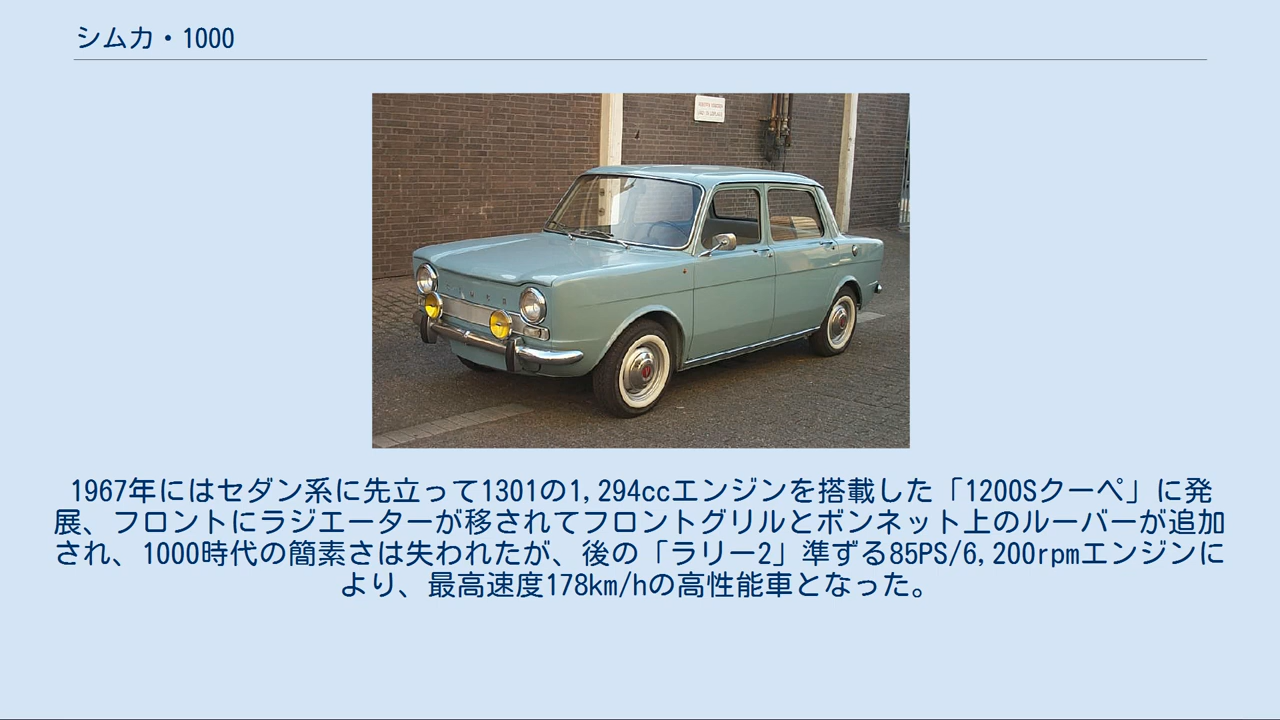 シムカ・1000
1967年にはセダン系に先立って1301の1,294ccエンジンを搭載した「1200Sクーペ」に発
展、フロントにラジエーターが移されてフロントグリルとボンネット上のルーバーが追加
され、1000時代の簡素さは失われたが、後の「ラリー2」準ずる85PS/6,200rpmエンジンに
より、最高速度178km/hの高性能車となった。